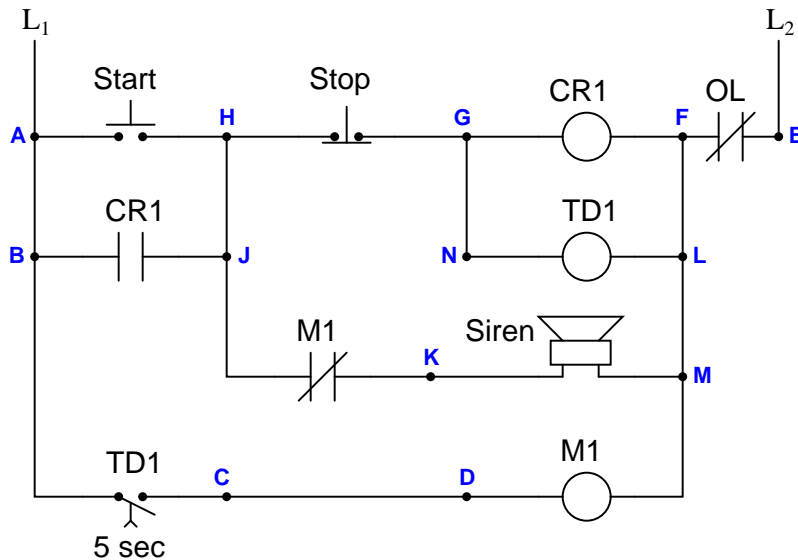 L1 L2
Start Stop CR1 OL
A H G F E
CR1 TD1
B J N L
M1 Siren
K M
TD1 M1
C D
5 sec